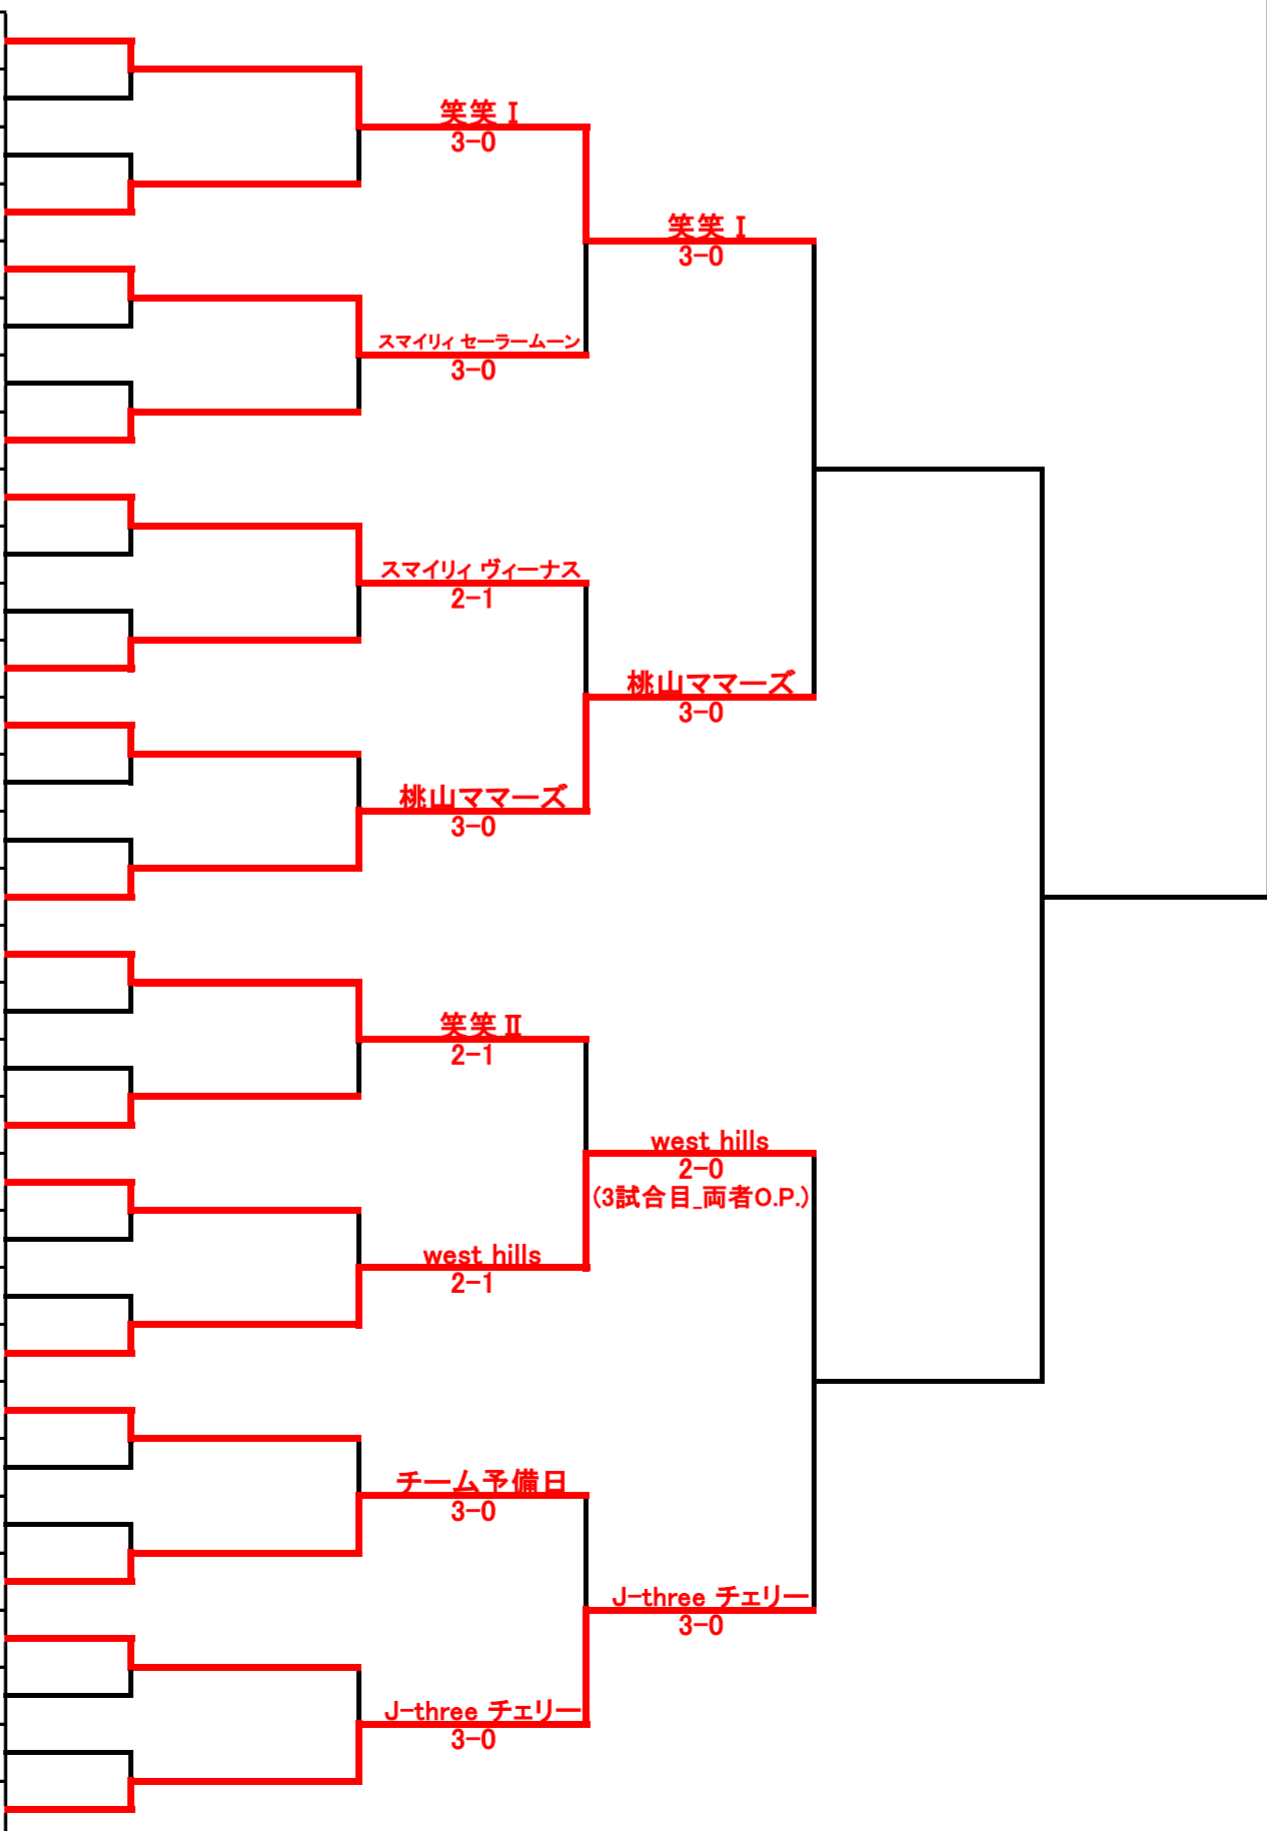 笑笑Ⅰ
3-0
笑笑Ⅰ
3-0
スマイリィ セーラームーン
3-0
スマイリィ ヴィーナス
2-1
桃山ママーズ
3-0
桃山ママーズ
3-0
笑笑Ⅱ
2-1
west hills
2-0
(3試合目_両者O.P.)
west hills
2-1
チーム予備日
3-0
J-three チェリー
3-0
J-three チェリー
3-0